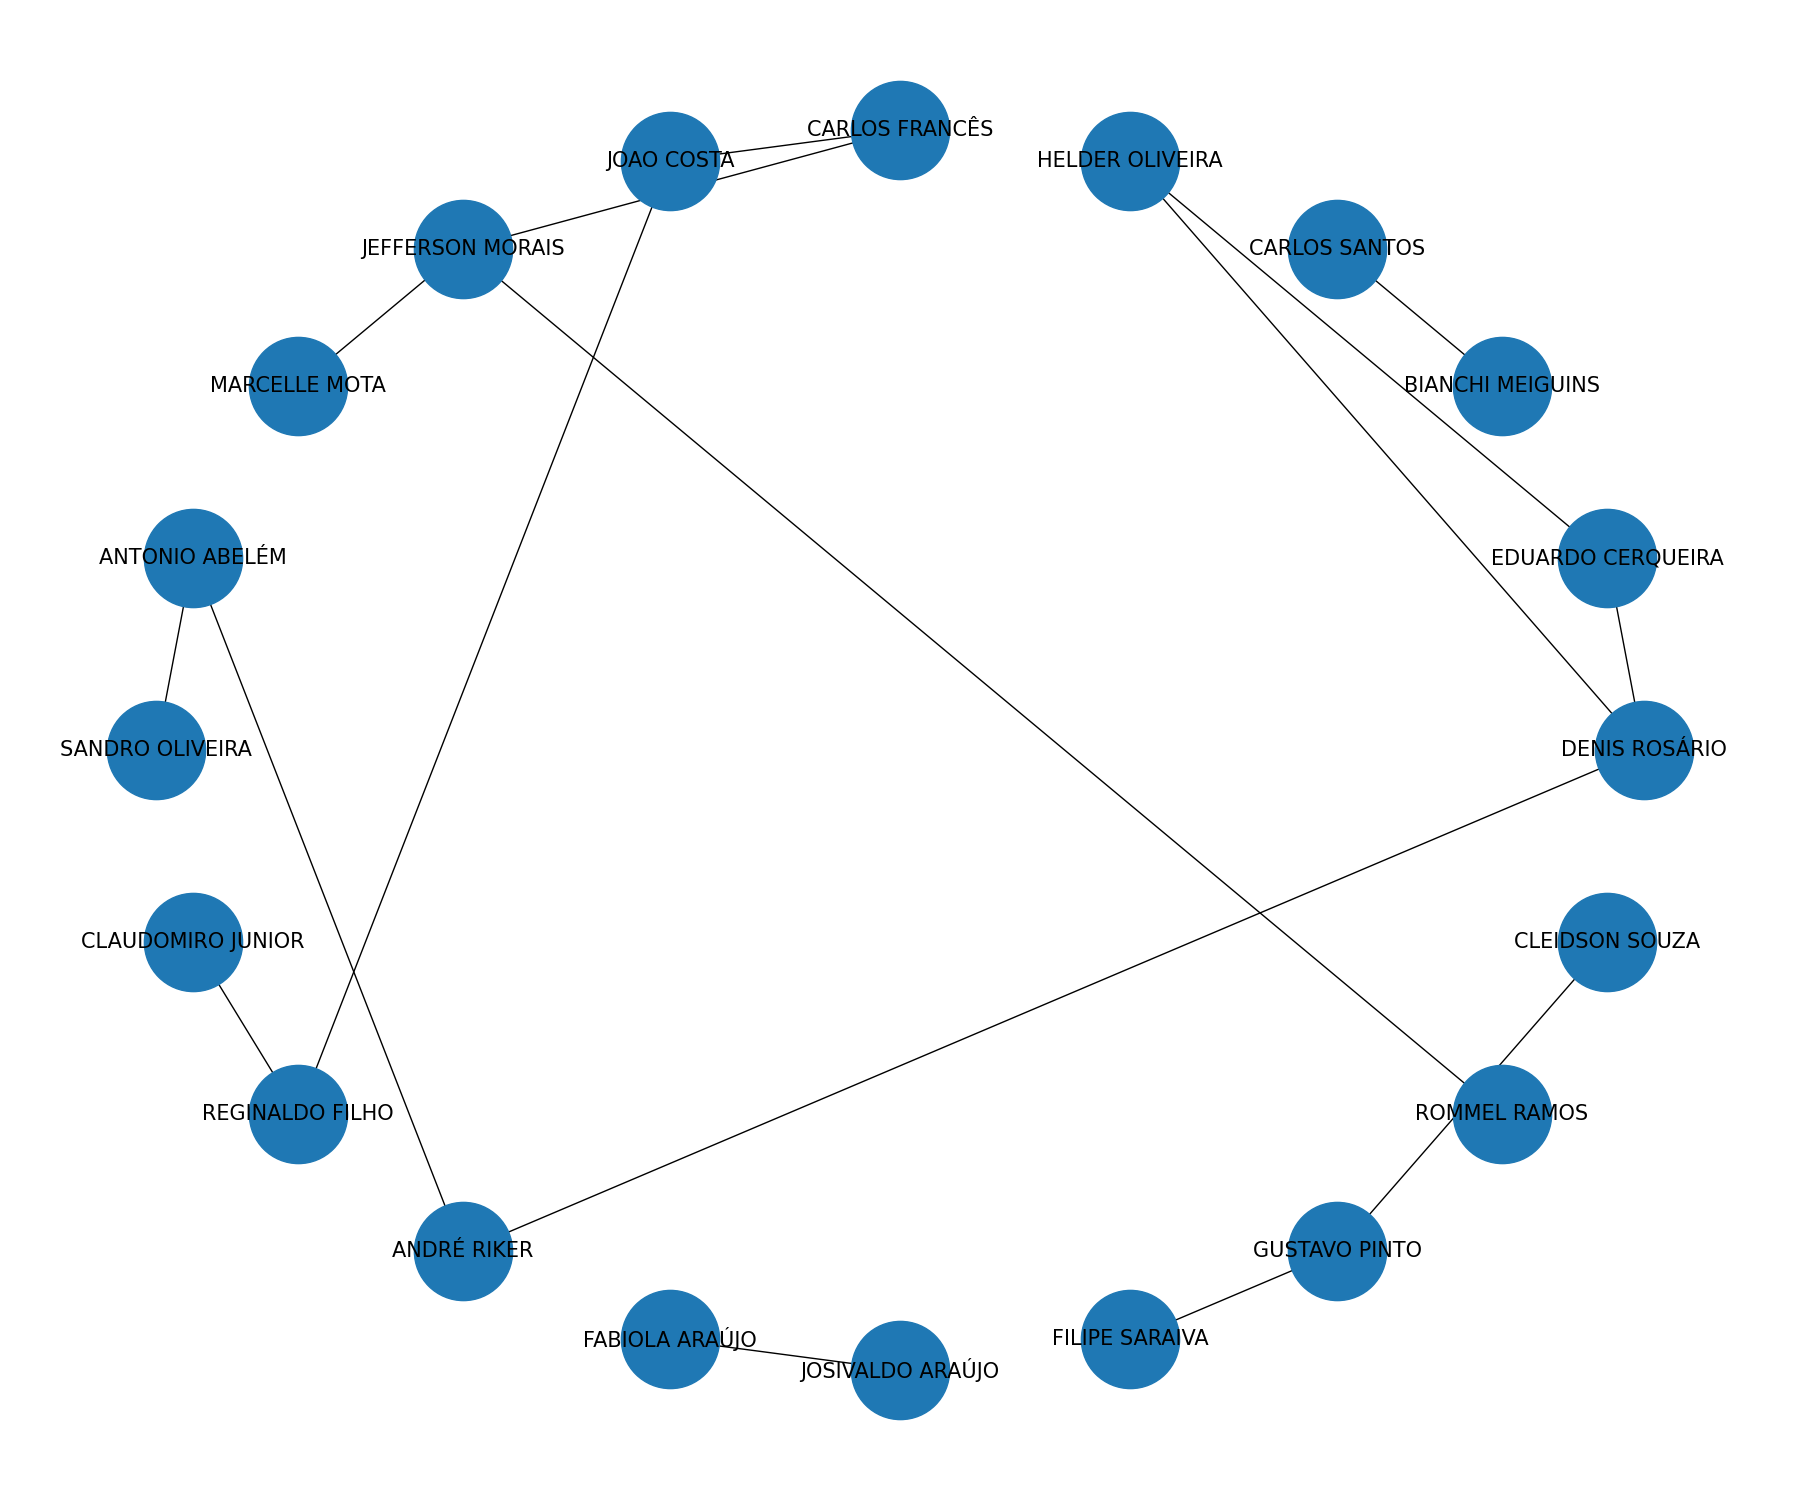 CARLOS FRANCÊS
JOAO COSTA
HELDER OLIVEIRA
JEFFERSON MORAIS
CARLOS SANTOS
MARCELLE MOTA
BIANCHI MEIGUINS
ANTONIO ABELÉM
EDUARDO CERQUEIRA
SANDRO OLIVEIRA
DENIS ROSÁRIO
CLAUDOMIRO JUNIOR
CLEIDSON SOUZA
REGINALDO FILHO
ROMMEL RAMOS
ANDRÉ RIKER
GUSTAVO PINTO
FABIOLA ARAÚJO
FILIPE SARAIVA
JOSIVALDO ARAÚJO